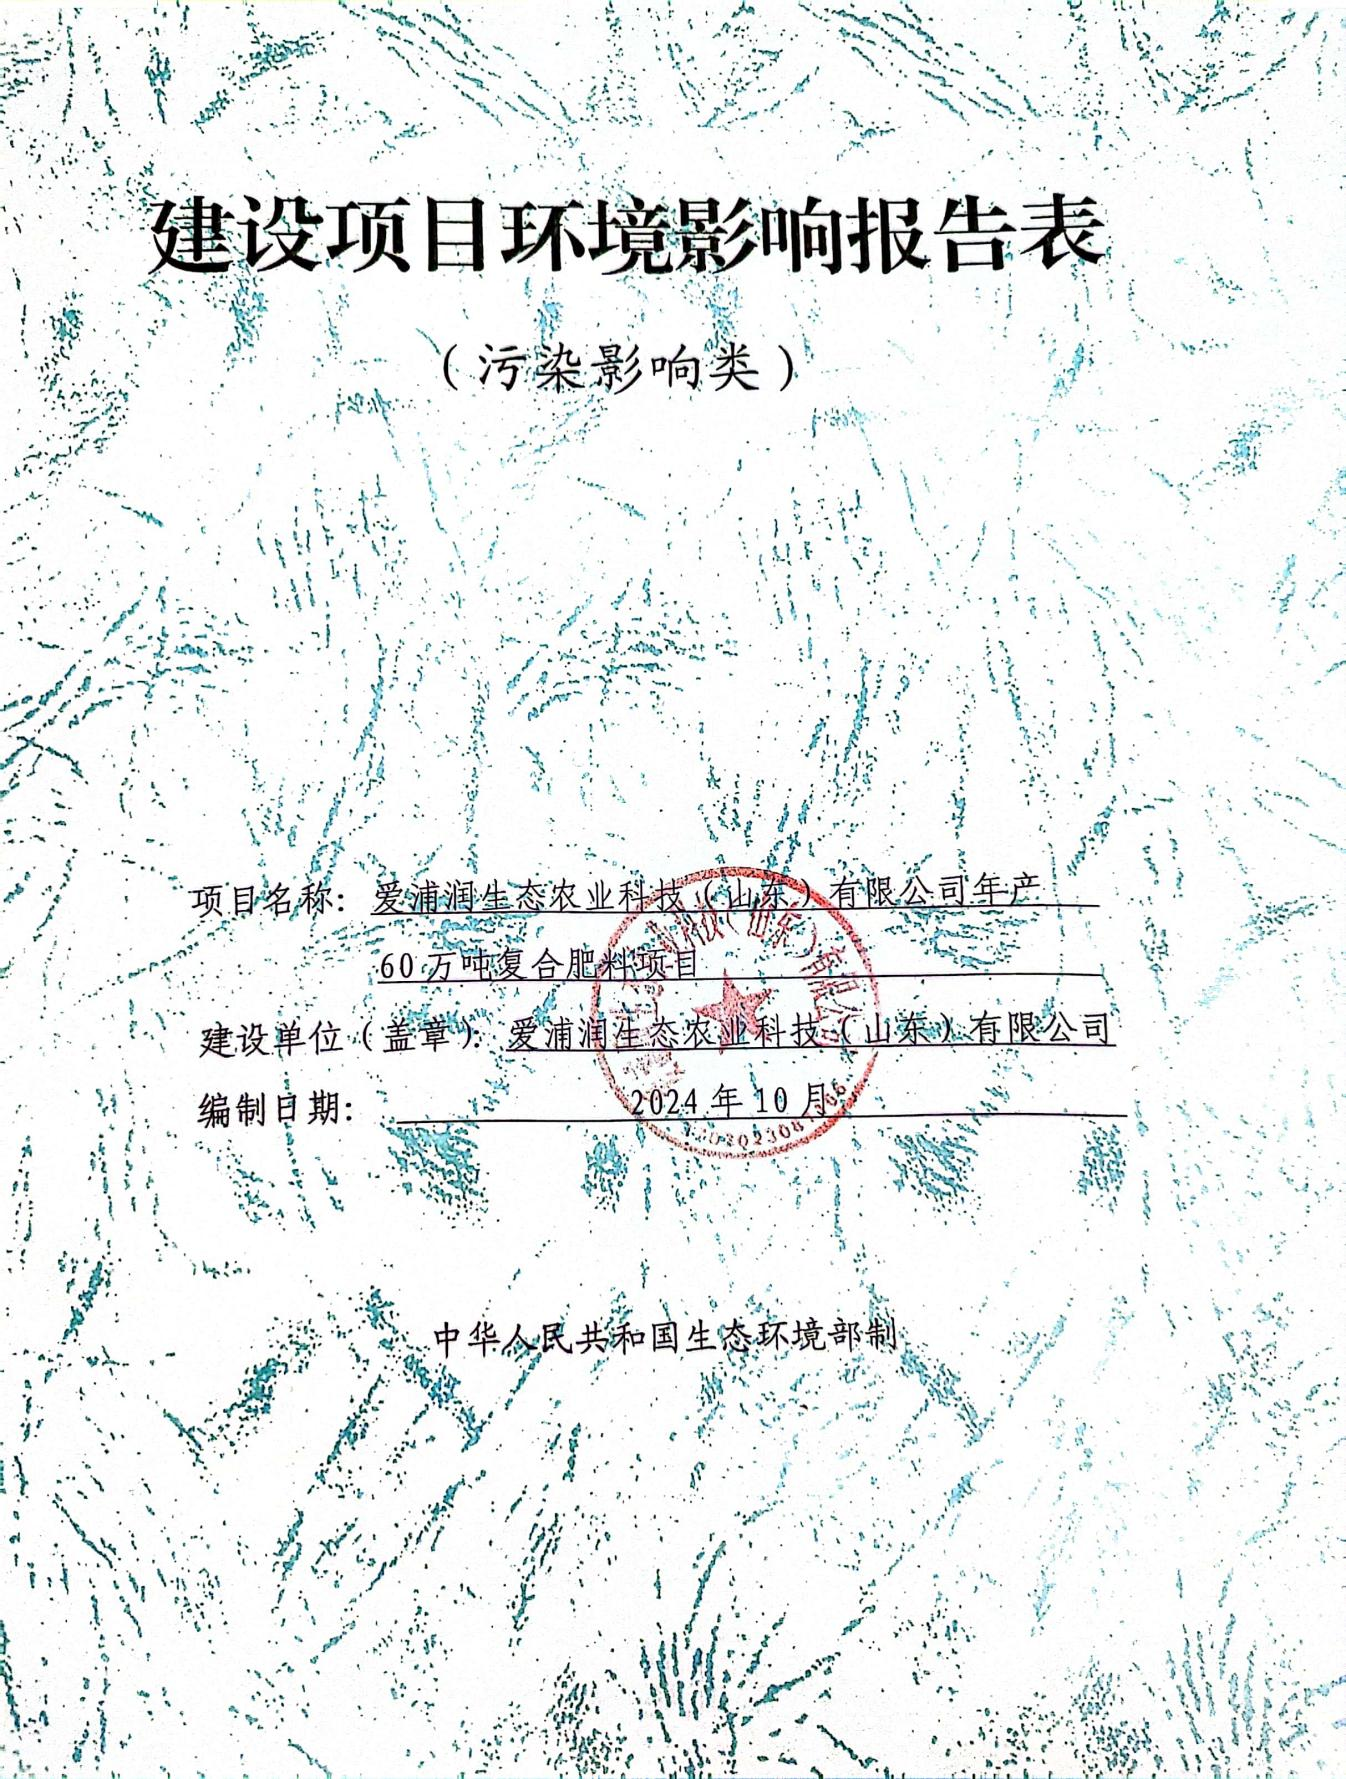 建设项目环境影响报告表
（污染影响类）
项目名称：爱浦润生态农业科技（山东）有限公司年产
60万吨复合肥料项目
建设单位（盖章）：爱浦润生态农业科技（山东）有限公司
编制日期：2024年10月
中华人民共和国生态环境部制